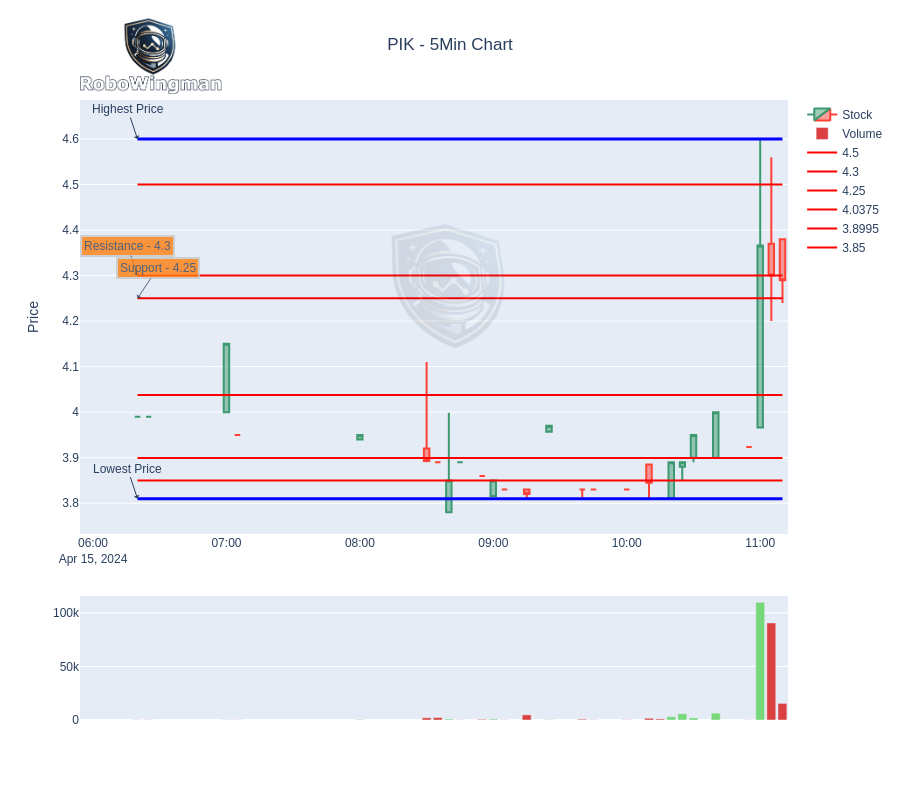 PIK - 5Min Chart
RoboWingman
Highest Price
4.6
4.5
4.4
4.3
4.2
4.1
4
3.9
3.8
Price
Resistance - 4.3
Support - 4.25
Lowest Price
Stock
Volume
4.5
4.3
4.25
4.0375
3.8995
3.85
06:00 07:00 08:00 09:00 10:00 11:00
Apr 15, 2024
100k
50k
0